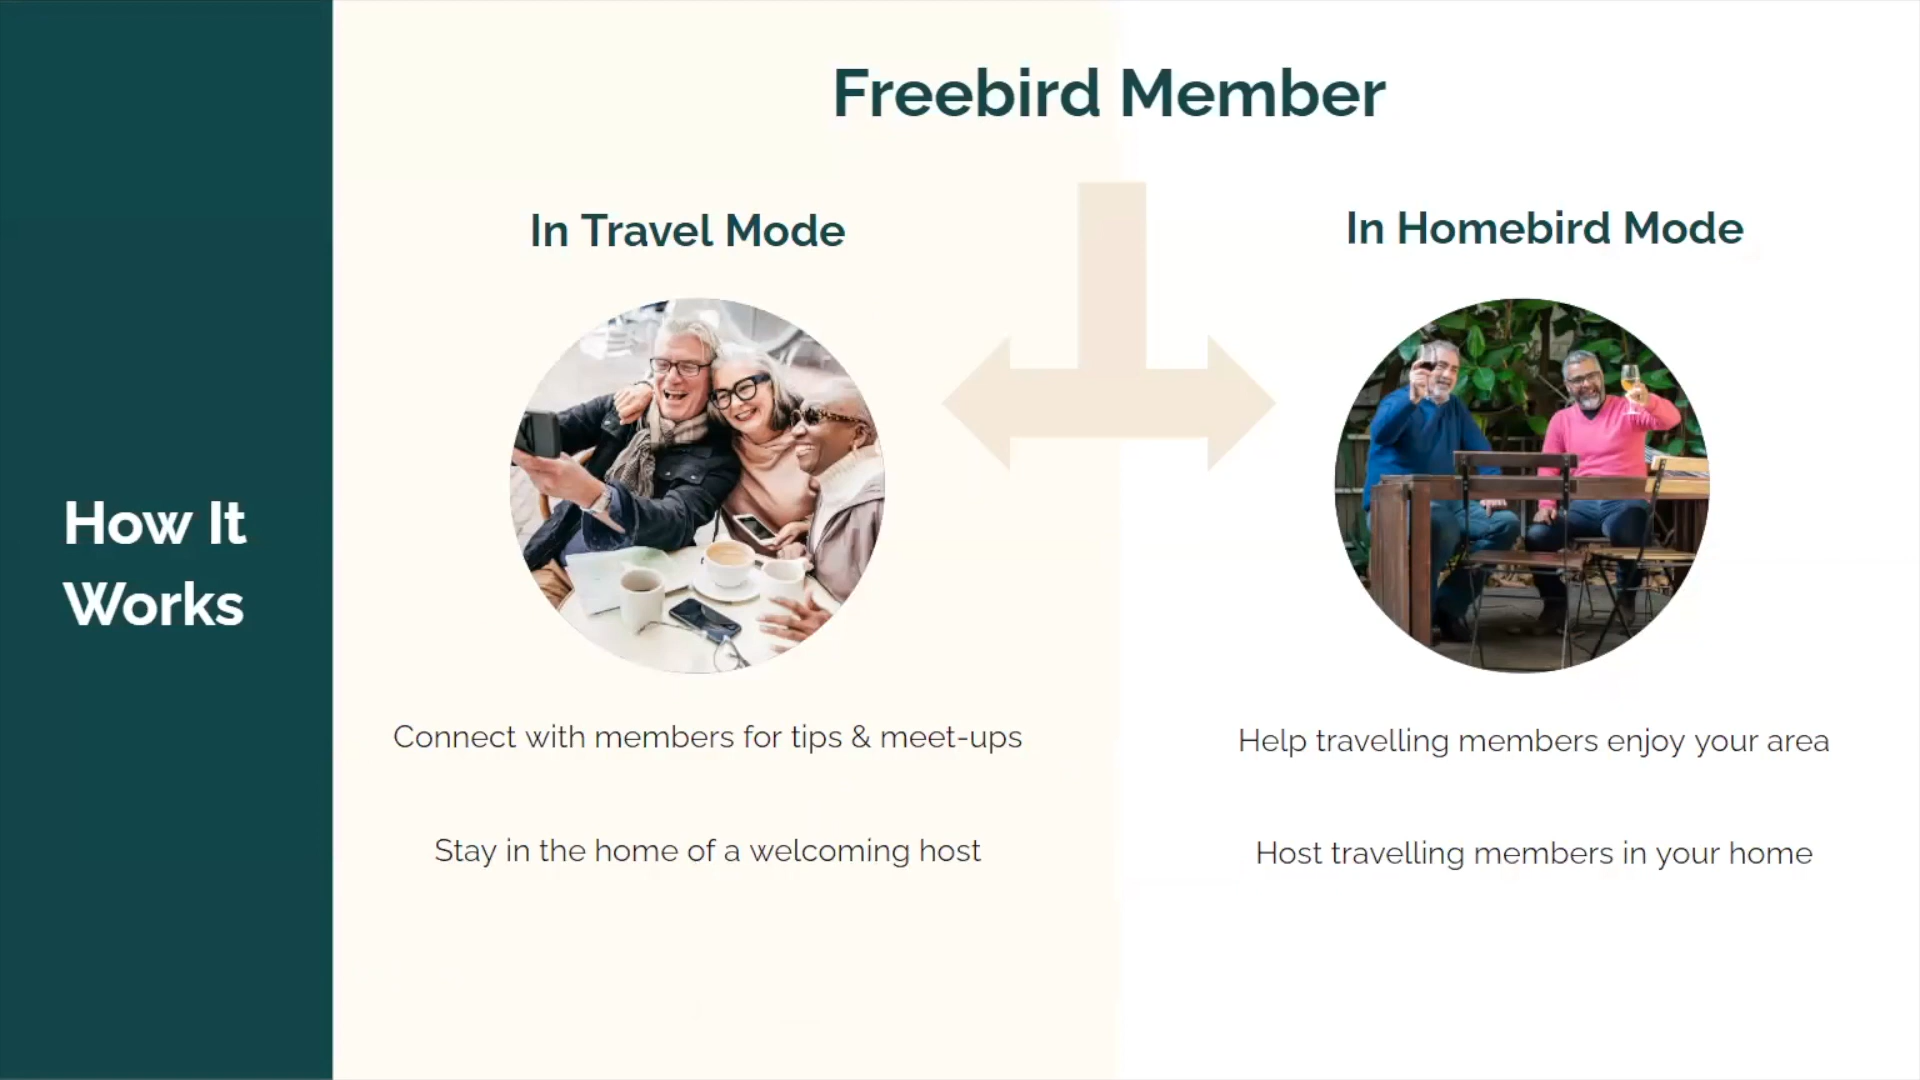 How It
Works
Freebird Member
In Travel Mode
Connect with members for tips & meet-ups
Stay in the home of a welcoming host
In Homebird Mode
Help travelling members enjoy your area
Host travelling members in your home